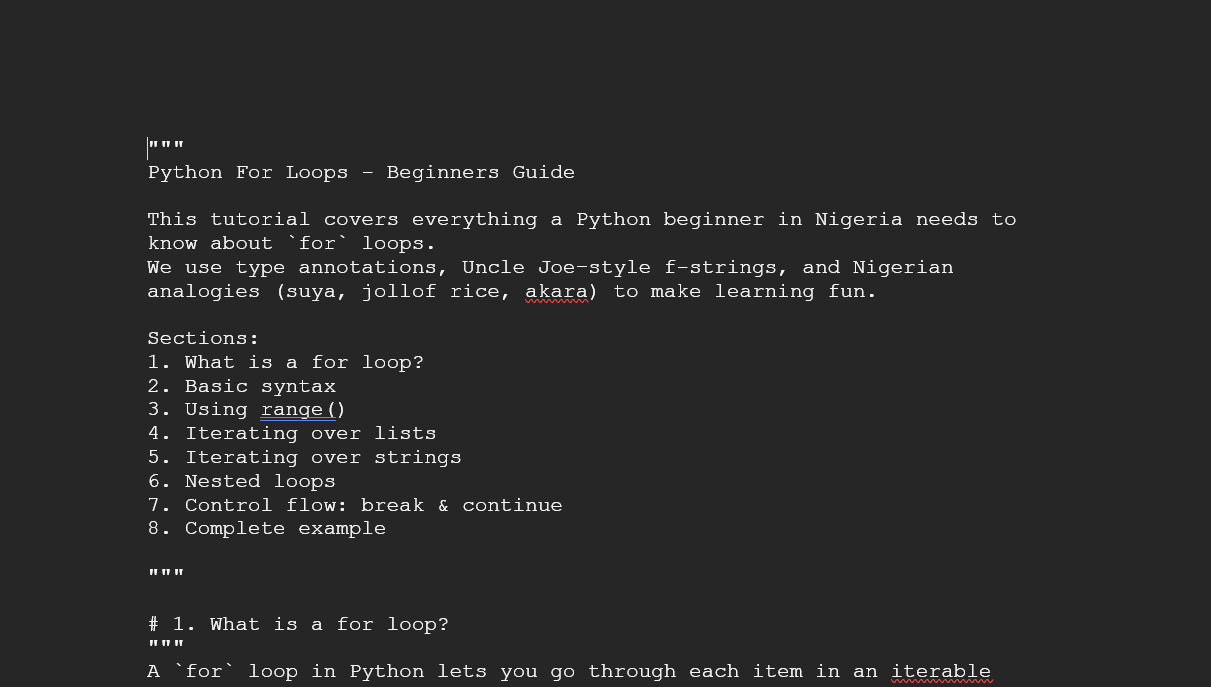 """
Python For Loops – Beginners Guide
This tutorial covers everything a Python beginner in Nigeria needs to
know about `for` loops.
We use type annotations, Uncle Joe-style f-strings, and Nigerian
analogies (suya, jollof rice, akara) to make learning fun.
Sections:
1. What is a for loop?
2. Basic syntax
3. Using range()
4. Iterating over lists
5. Iterating over strings
6. Nested loops
7. Control flow: break & continue
8. Complete example
"""
# 1. What is a for loop?
"""
A `for` loop in Python lets you go through each item in an iterable